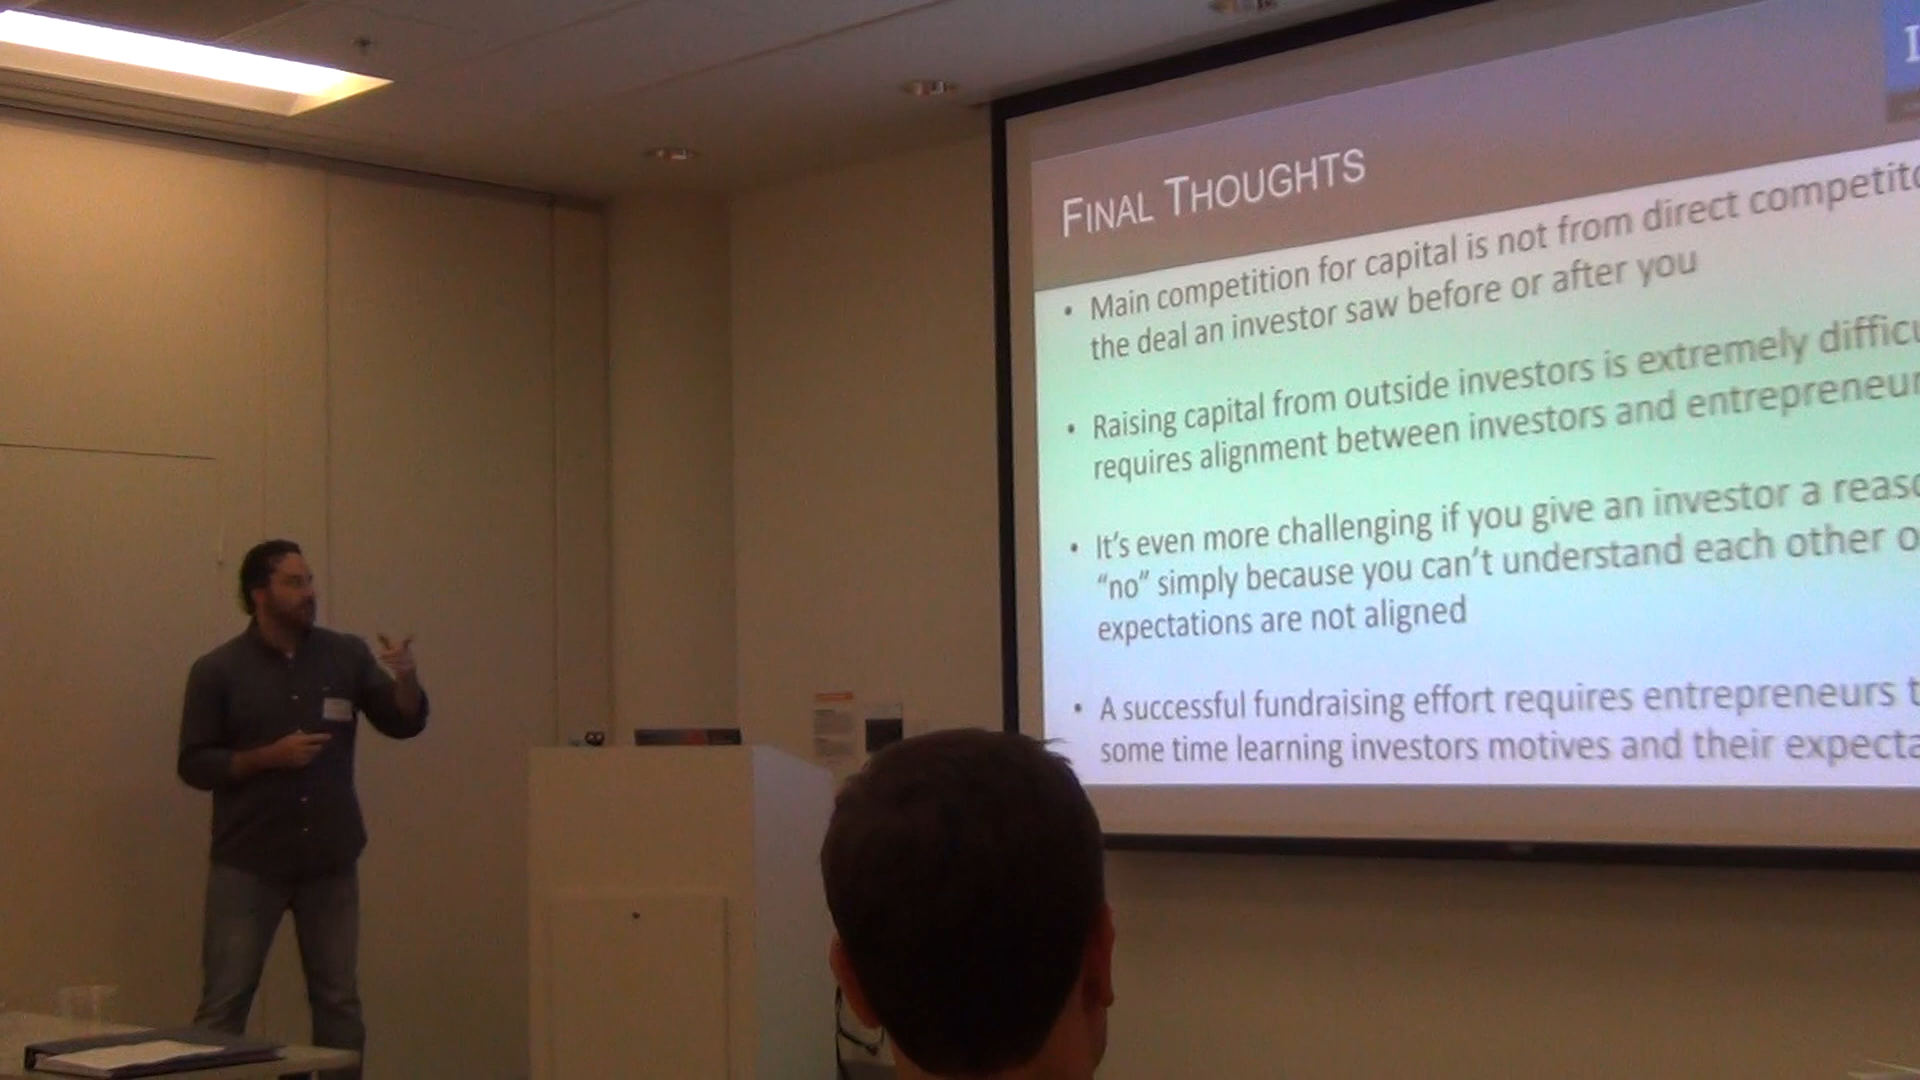 FINAL THOUGHTS
• Main competition for capital is not from direct
the deal an investor saw before or after you
• Raising capital from outside investors is extremely
requires alignment between investors and
• It's even more challenging if you give an investor a
"no" simply because you can't understand each other
expectations are not aligned
• A successful fundraising effort requires entrepreneurs
some time learning investors motives and their